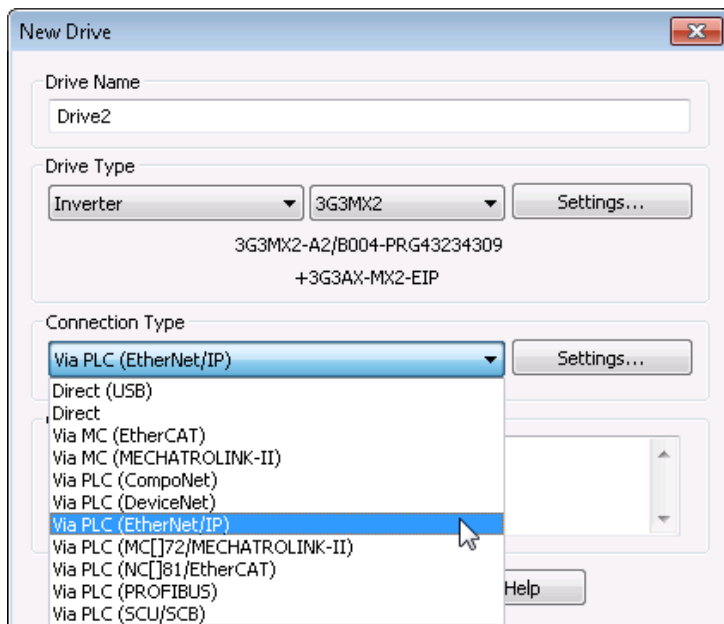 New Drive
Drive Name
Drive2
Drive Type
Inverter 3G3MX2 Settings...
3G3MX2-A2/B004-PRG43234309
+3G3AX-MX2-EIP
Connection Type
Via PLC (EtherNet/IP) Settings...
Direct (USB)
Direct
Via MC (EtherCAT)
Via MC (MECHATROLINK-II)
Via PLC (CompoNet)
Via PLC (DeviceNet)
Via PLC (EtherNet/IP)
Via PLC (MC[]72/MECHATROLINK-II)
Via PLC (NC[]81/EtherCAT)
Via PLC (PROFIBUS)
Help
Via PLC (SCU/SCB)